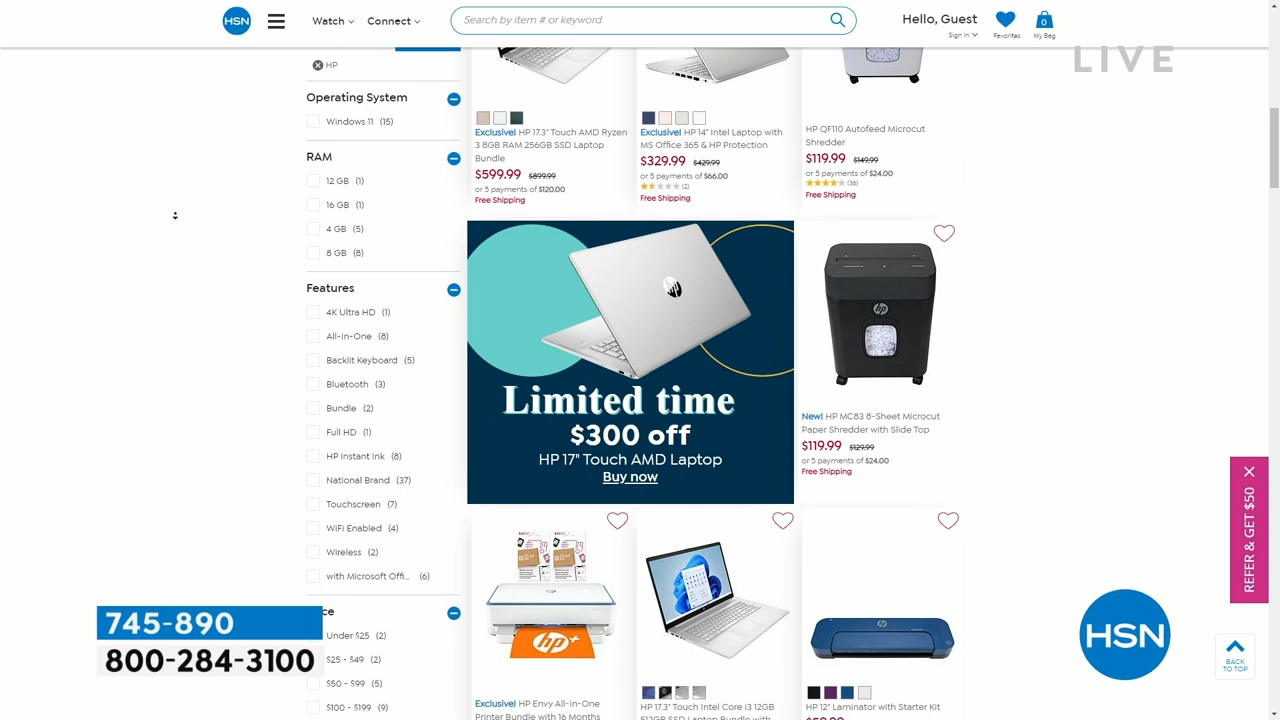 HSN
Watch
Connect
Search by item # or keyword
Hello, Guest
Sign In
Favorites
0
My Bag
LIVE
HP
Operating System
Windows 11 (15)
RAM
12 GB (1)
16 GB (1)
4 GB (5)
8 GB (8)
Features
4K Ultra HD (1)
All-In-One (8)
Backlit Keyboard (5)
Bluetooth (3)
Bundle (2)
Full HD (1)
HP Instant Ink (8)
National Brand (37)
Touchscreen (7)
WiFi Enabled (4)
Wireless (2)
with Microsoft Offi... (6)
ce
Under $25 (2)
$25 - $49 (2)
$50 - $99 (5)
$100 - $199 (9)
Exclusive! HP 17.3" Touch AMD Ryzen
3 8GB RAM 256GB SSD Laptop
Bundle
$599.99 $899.99
or 5 payments of $120.00
Free Shipping
Exclusive! HP 14" Intel Laptop with
MS Office 365 & HP Protection
$329.99 $429.99
or 5 payments of $66.00
(2)
Free Shipping
HP QF110 Autofeed Microcut
Shredder
$119.99 $149.99
or 5 payments of $24.00
(36)
Free Shipping
hp
Limited time
$300 off
HP 17" Touch AMD Laptop
Buy now
hp
New! HP MC83 8-Sheet Microcut
Paper Shredder with Slide Top
$119.99 $129.99
or 5 payments of $24.00
Free Shipping
hp+
Exclusive! HP Envy All-in-One
Printer Bundle with 16 Months
HP 17.3" Touch Intel Core i3 12GB
512GB SSD Laptop Bundle with
hp
HP 12" Laminator with Starter Kit
REFER & GET $50
745-890
800-284-3100
HSN
BACK
TO TOP